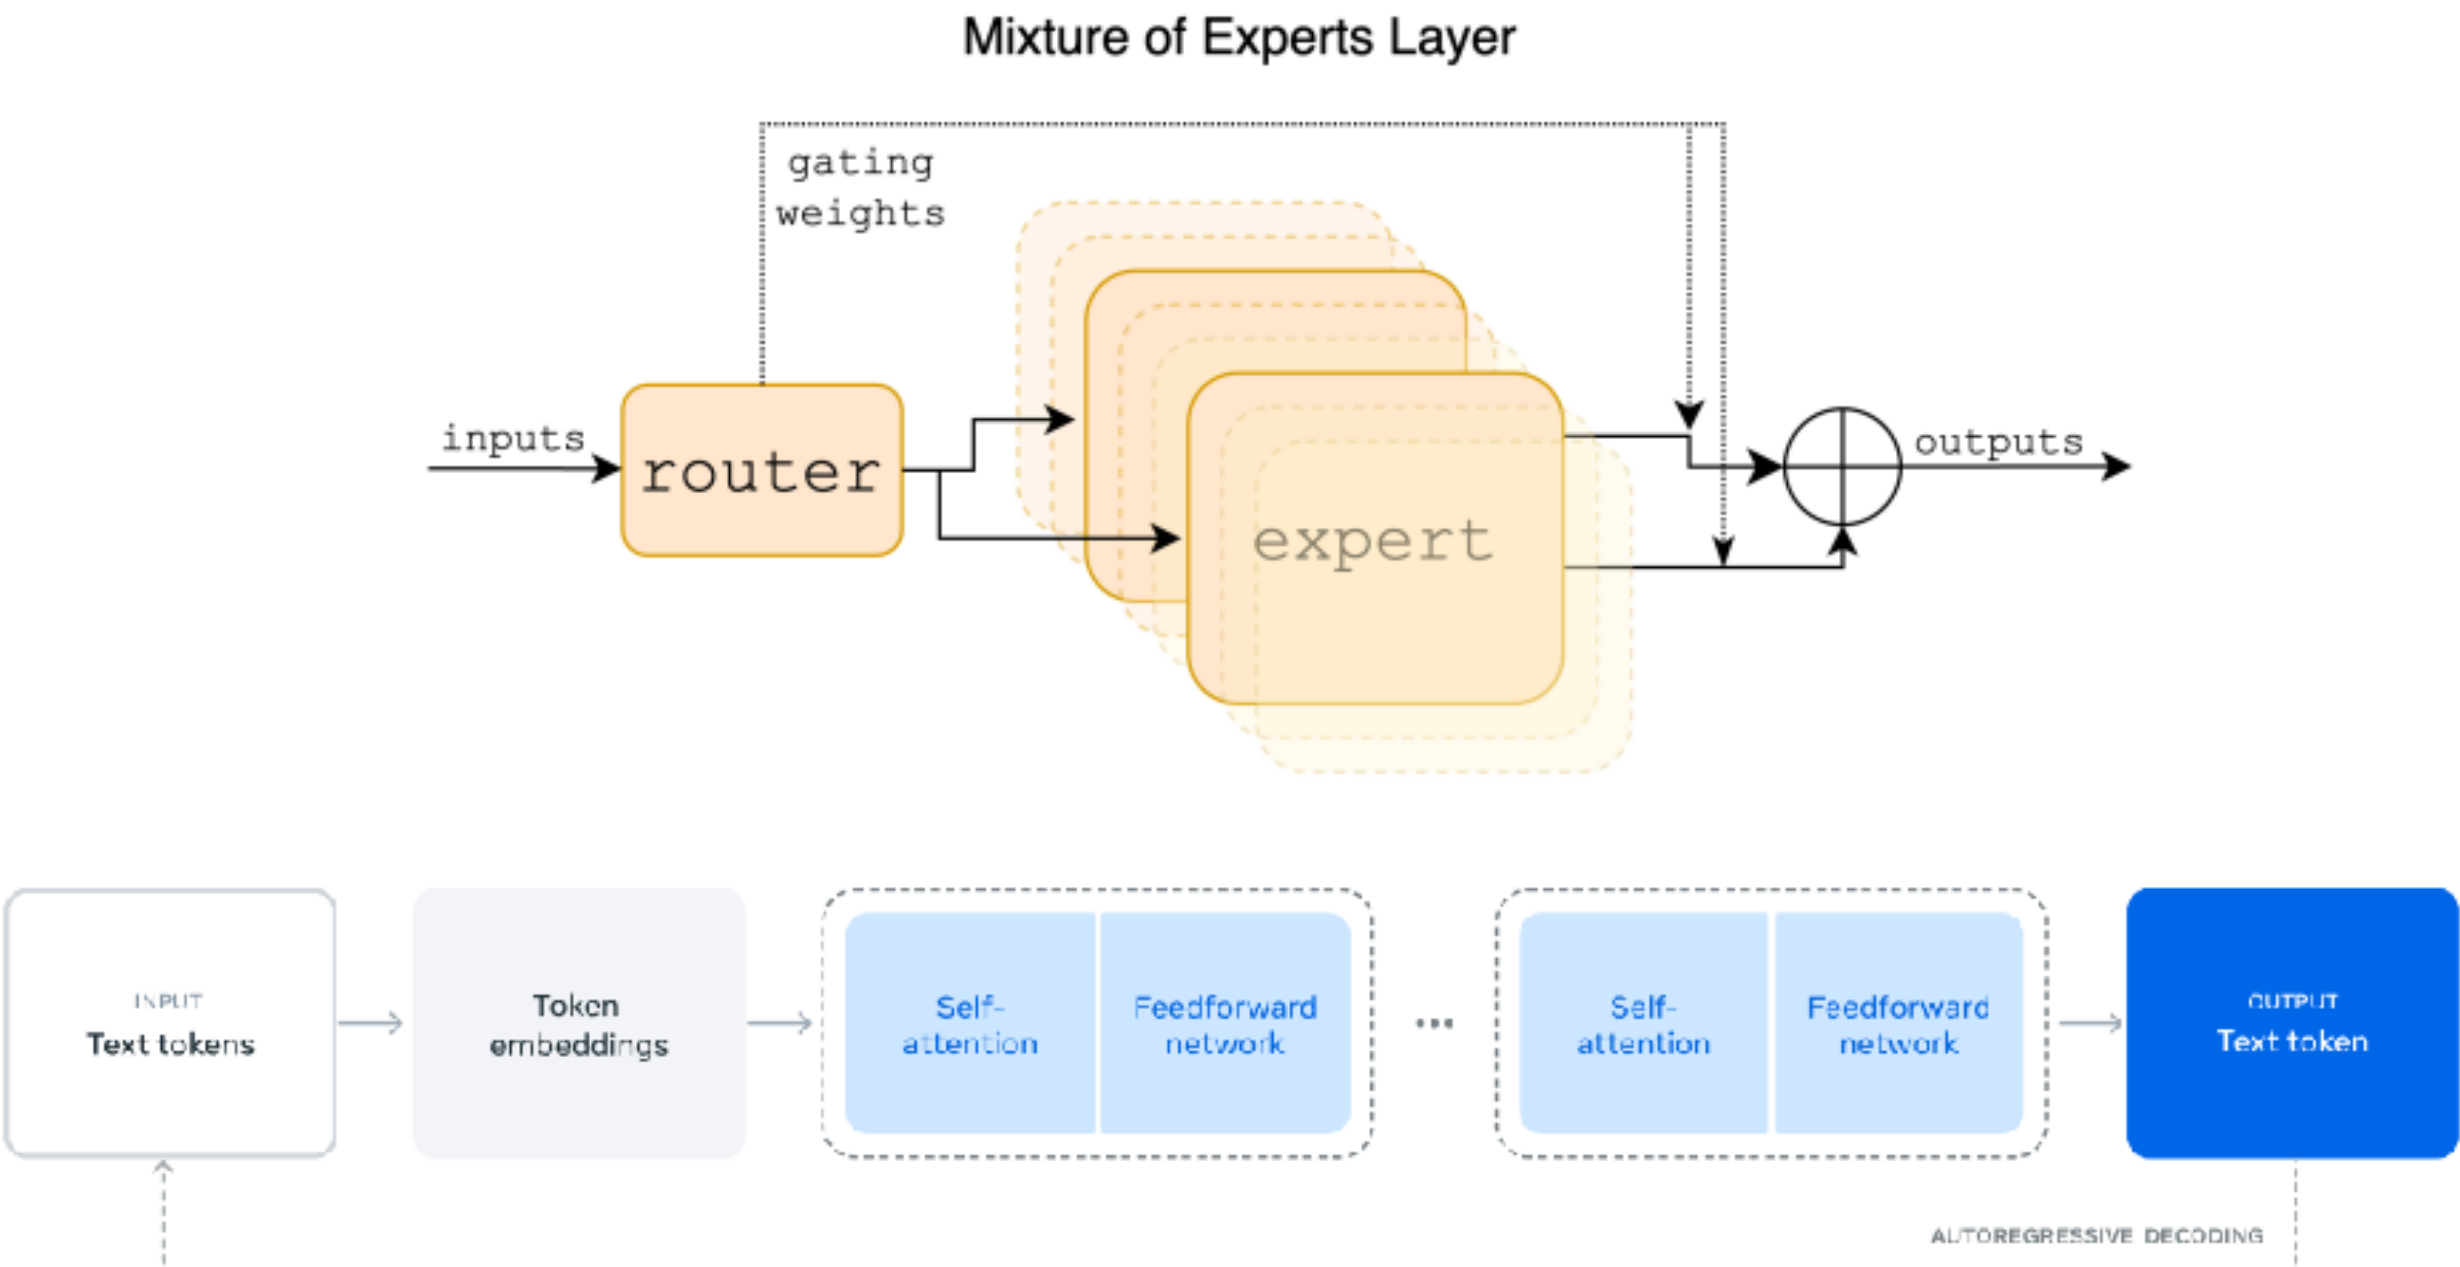 Mixture of Experts Layer
gating
weights
inputs
router
expert
outputs
INPUT
Text tokens
Token
embeddings
Self-
attention
Feedforward
network
...
Self-
attention
Feedforward
network
OUTPUT
Text token
AUTOREGRESSIVE DECODING